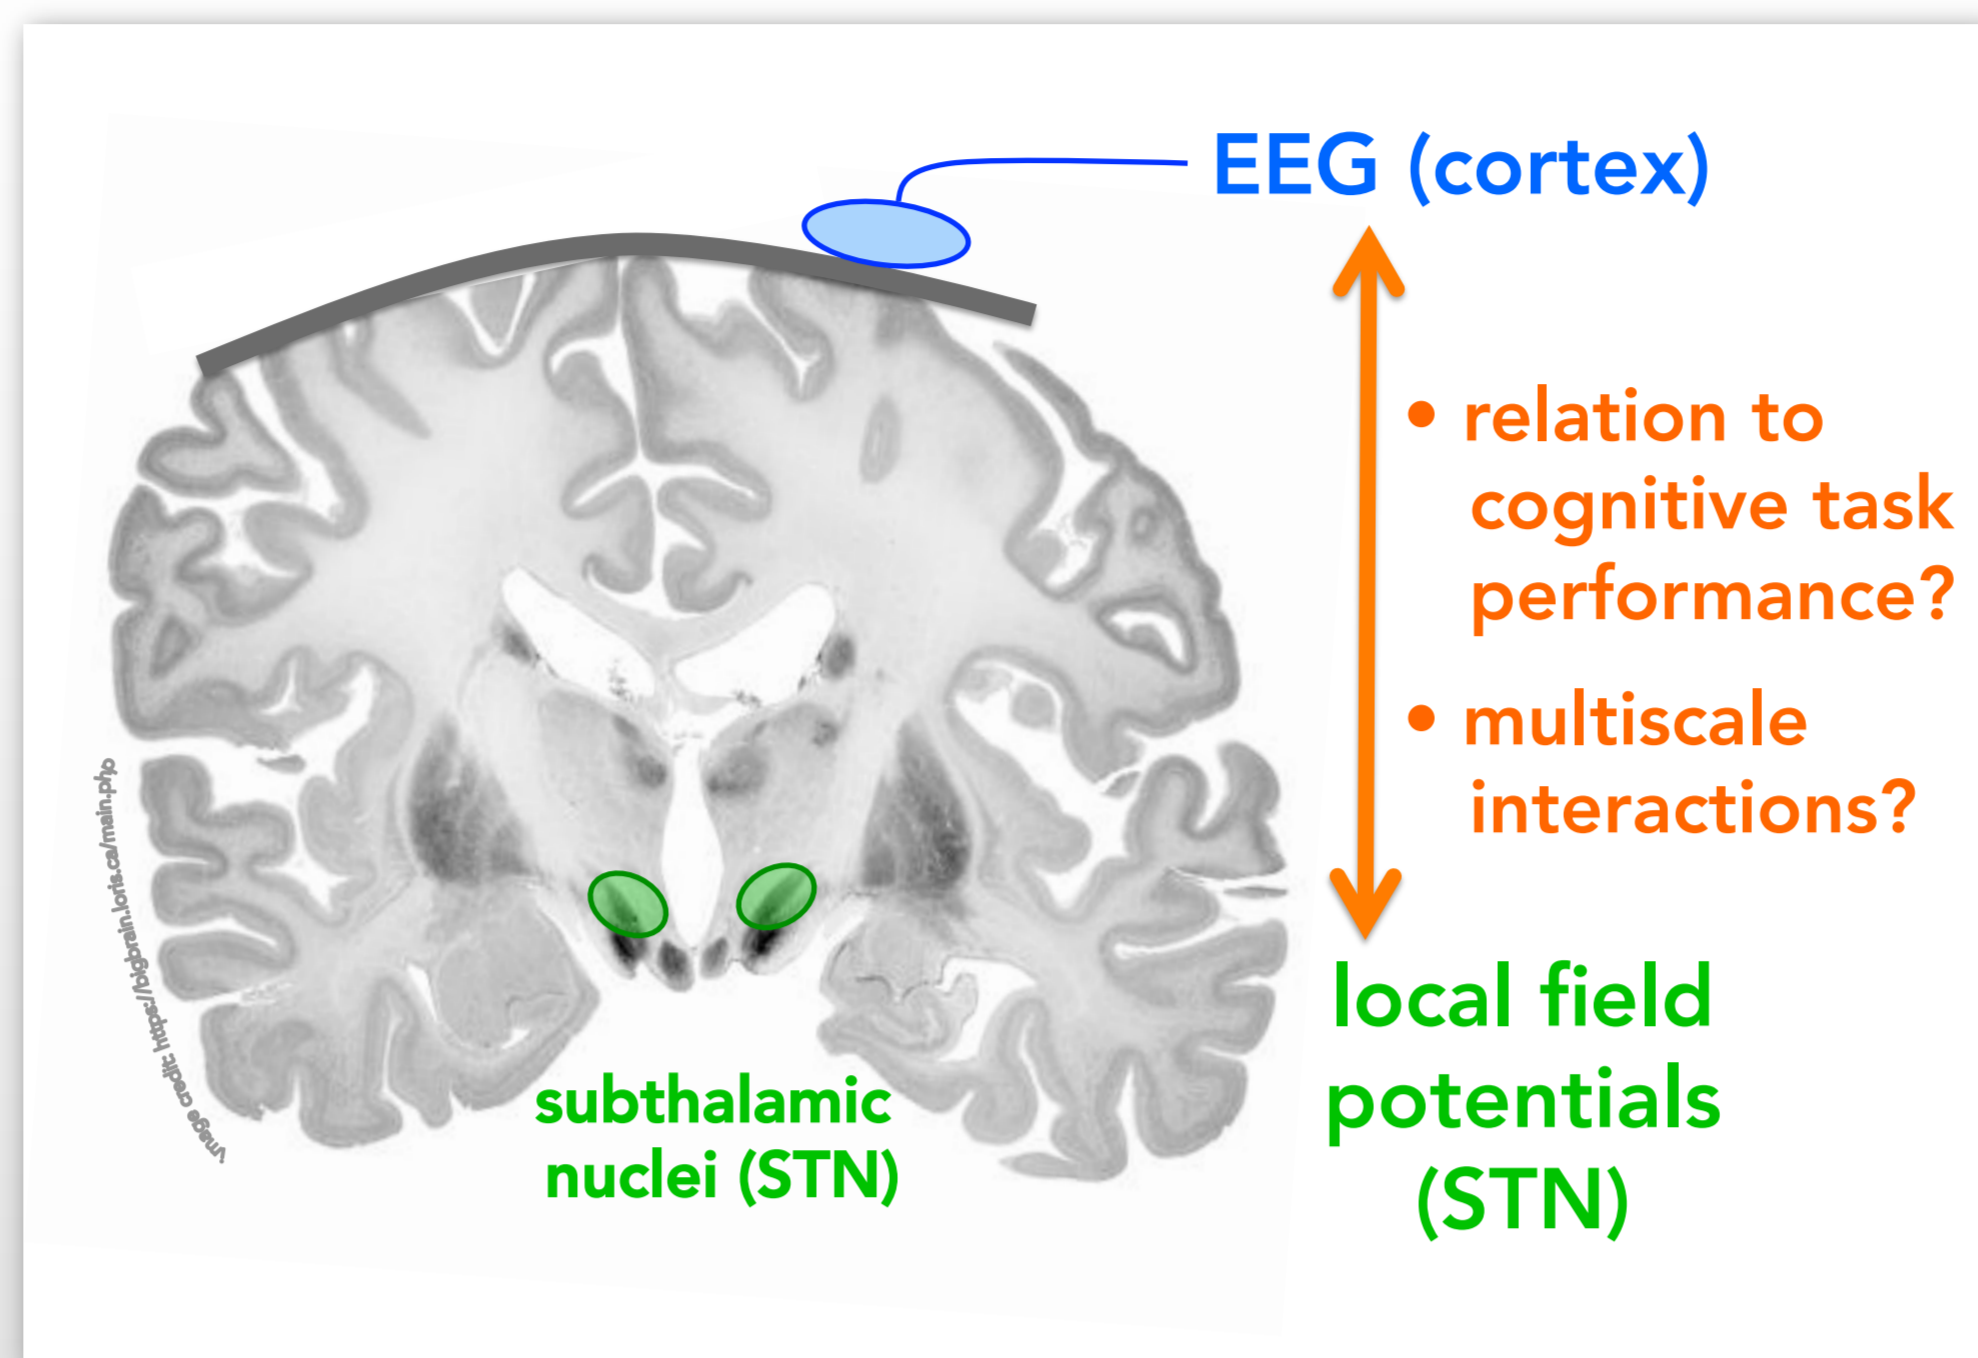 EEG (cortex)
• relation to
cognitive task
performance?
• multiscale
interactions?
local field
potentials
(STN)
subthalamic
nuclei (STN)
image credit: https://bigbrain.loris.ca/main.php